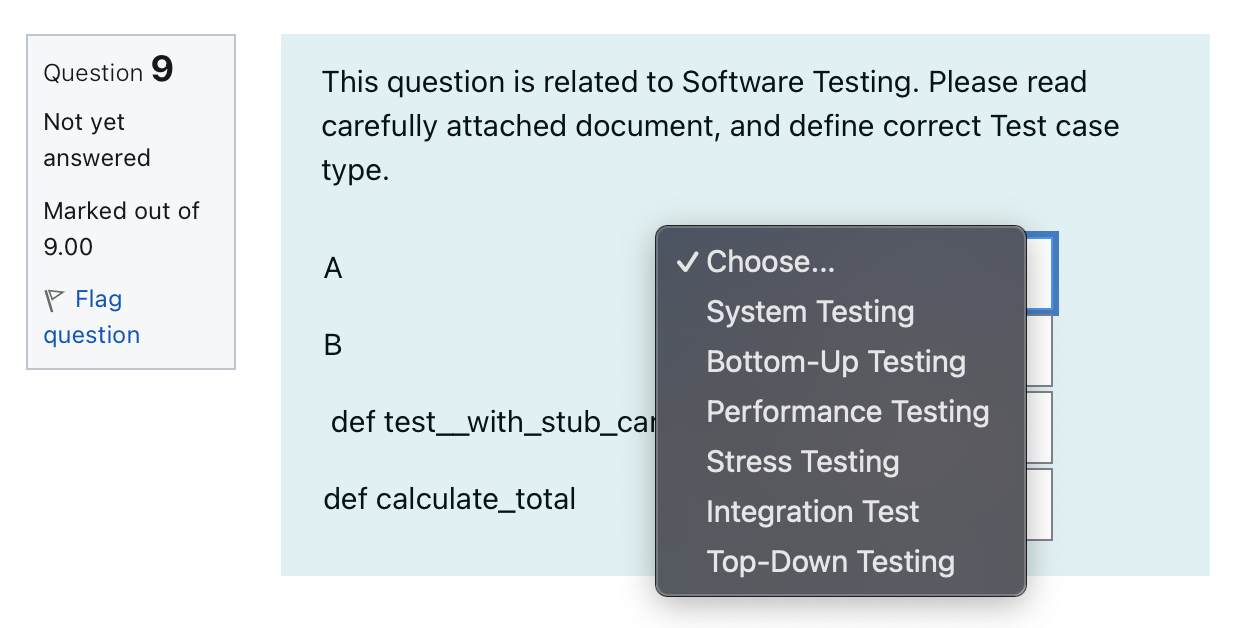 Question 9
Not yet
answered
Marked out of
9.00
Flag
question
This question is related to Software Testing. Please read
carefully attached document, and define correct Test case
type.
A
B
def test__with_stub_car
def calculate_total
✓ Choose...
System Testing
Bottom-Up Testing
Performance Testing
Stress Testing
Integration Test
Top-Down Testing